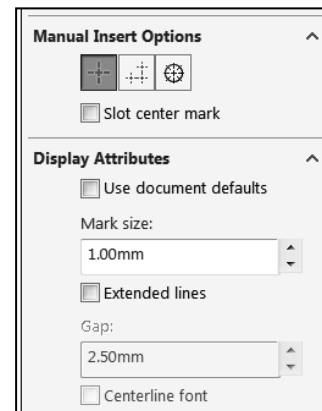 Manual Insert Options
Slot center mark
Display Attributes
Use document defaults
Mark size:
1.00mm
Extended lines
Gap:
2.50mm
Centerline font